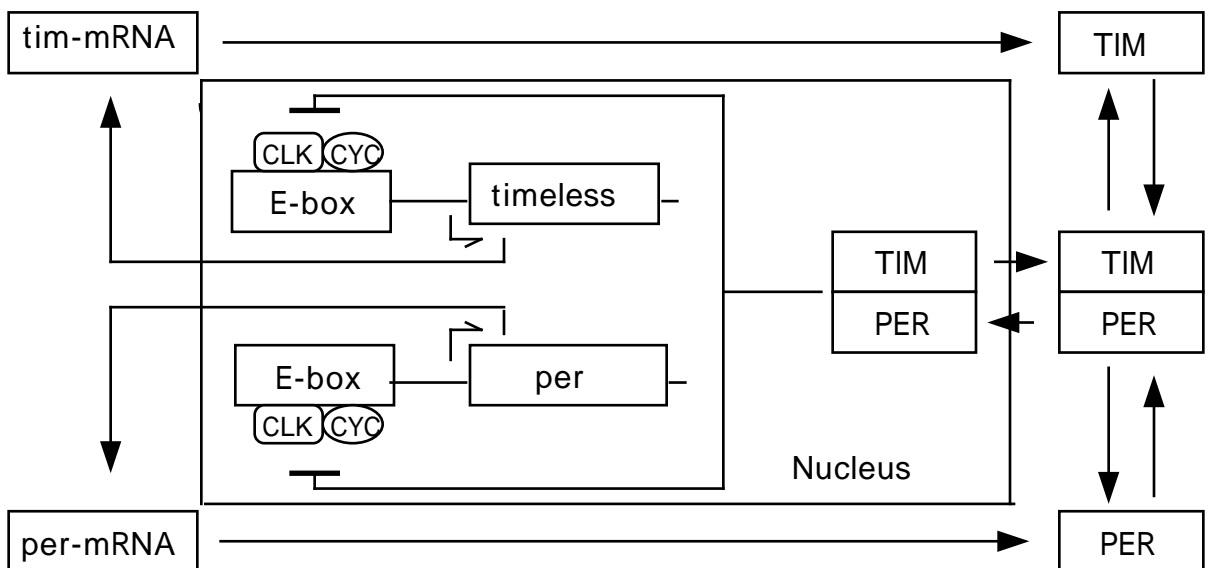 tim-mRNA
TIM
CLK CYC
E-box
timeless
TIM
PER
TIM
PER
E-box
per
CLK CYC
Nucleus
per-mRNA
PER